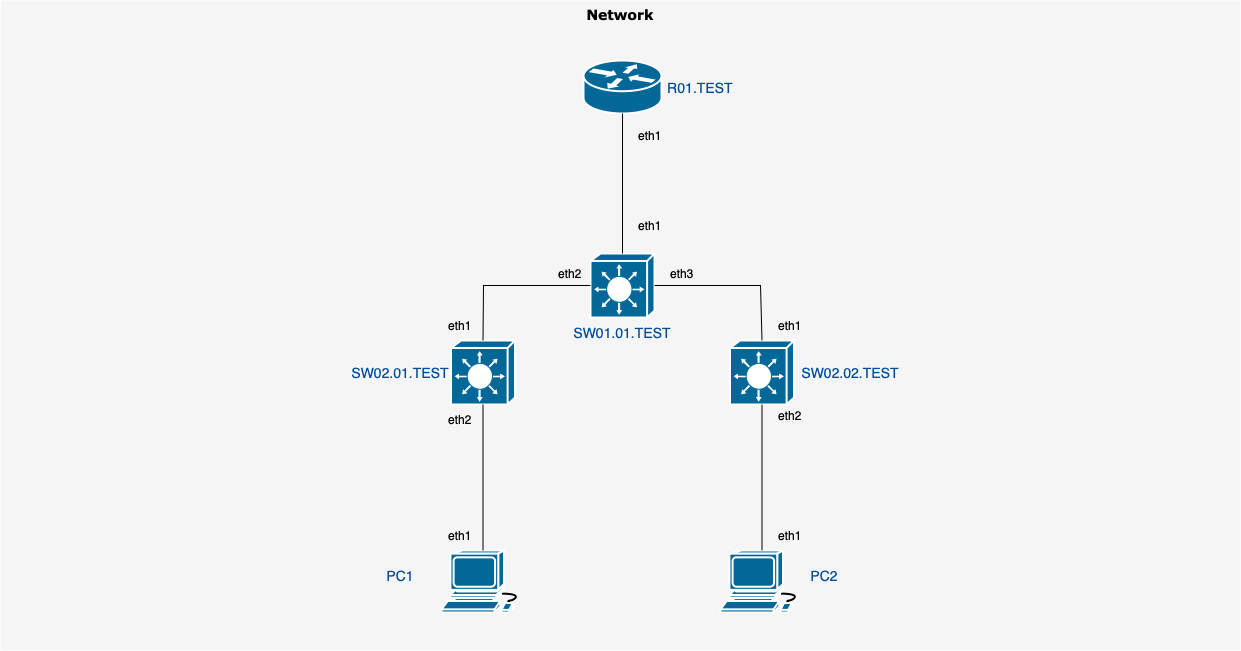 Network
R01.TEST
eth1
eth1
eth2
eth3
SW01.01.TEST
eth1
eth1
SW02.01.TEST
SW02.02.TEST
eth2
eth2
eth1
eth1
PC1
PC2